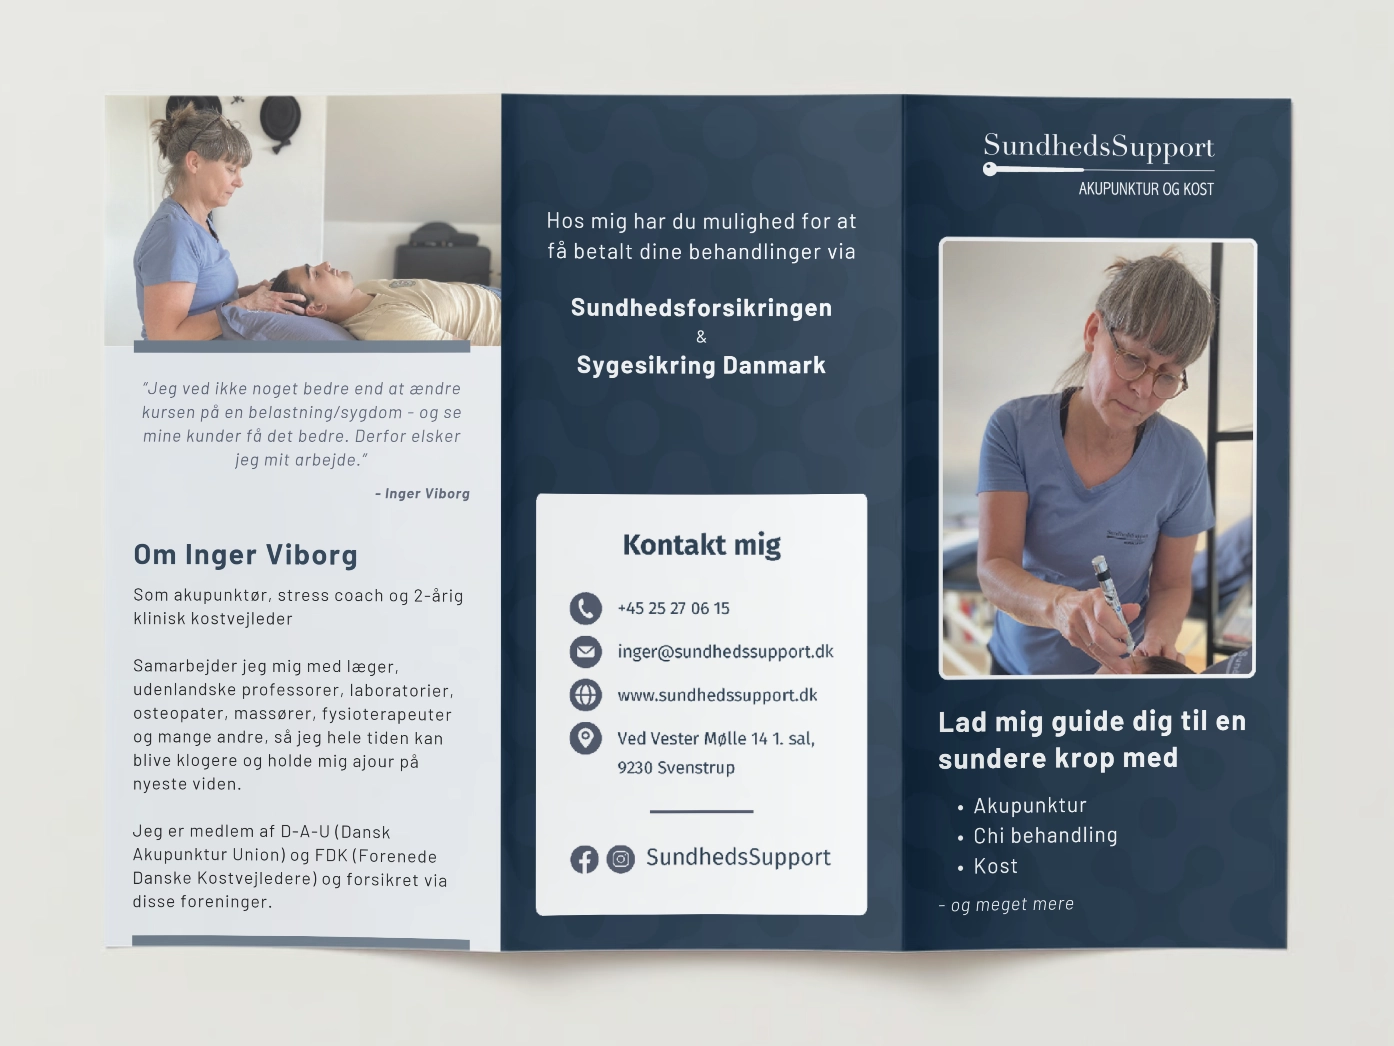 “Jeg ved ikke noget bedre end at ændre
kursen på en belastning/sygdom - og se
mine kunder få det bedre. Derfor elsker
jeg mit arbejde.”
- Inger Viborg
Om Inger Viborg
Som akupunktør, stress coach og 2-årig
klinisk kostvejleder
Samarbejder jeg mig med læger,
udenlandske professorer, laboratorier,
osteopater, massører, fysioterapeuter
og mange andre, så jeg hele tiden kan
blive klogere og holde mig ajour på
nyeste viden.
Jeg er medlem af D-A-U (Dansk
Akupunktur Union) og FDK (Forenede
Danske Kostvejledere) og forsikret via
disse foreninger.
Hos mig har du mulighed for at
få betalt dine behandlinger via
Sundhedsforsikringen
&
Sygesikring Danmark
Kontakt mig
+45 25 27 06 15
inger@sundhedssupport.dk
www.sundhedssupport.dk
Ved Vester Mølle 14 1. sal,
9230 Svenstrup
SundhedsSupport
SundhedsSupport
AKUPUNKTUR OG KOST
Lad mig guide dig til en
sundere krop med
• Akupunktur
• Chi behandling
• Kost
- og meget mere